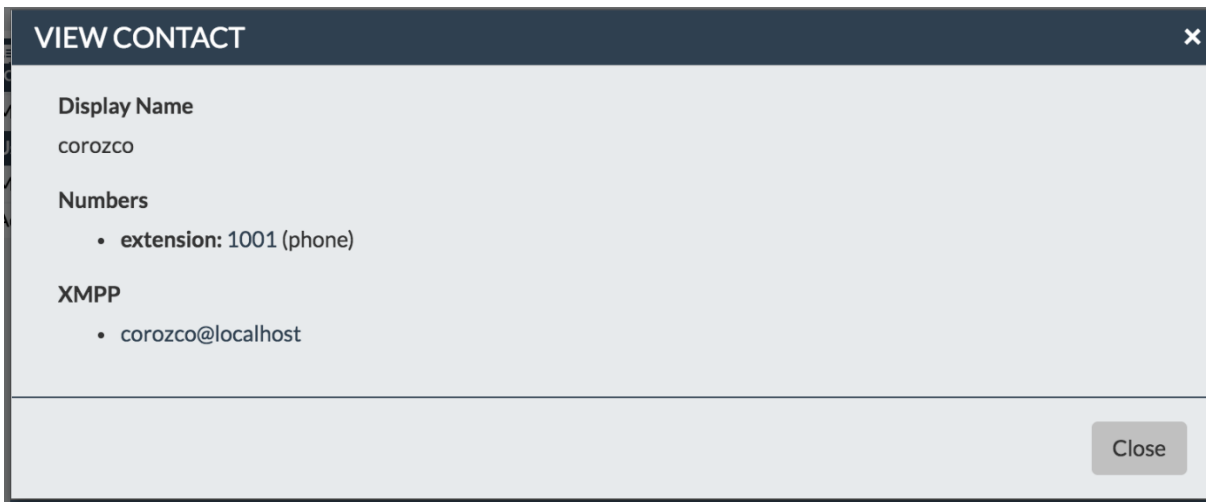 VIEW CONTACT ×
Display Name
corozco
Numbers
• extension: 1001 (phone)
XMPP
• corozco@localhost
Close